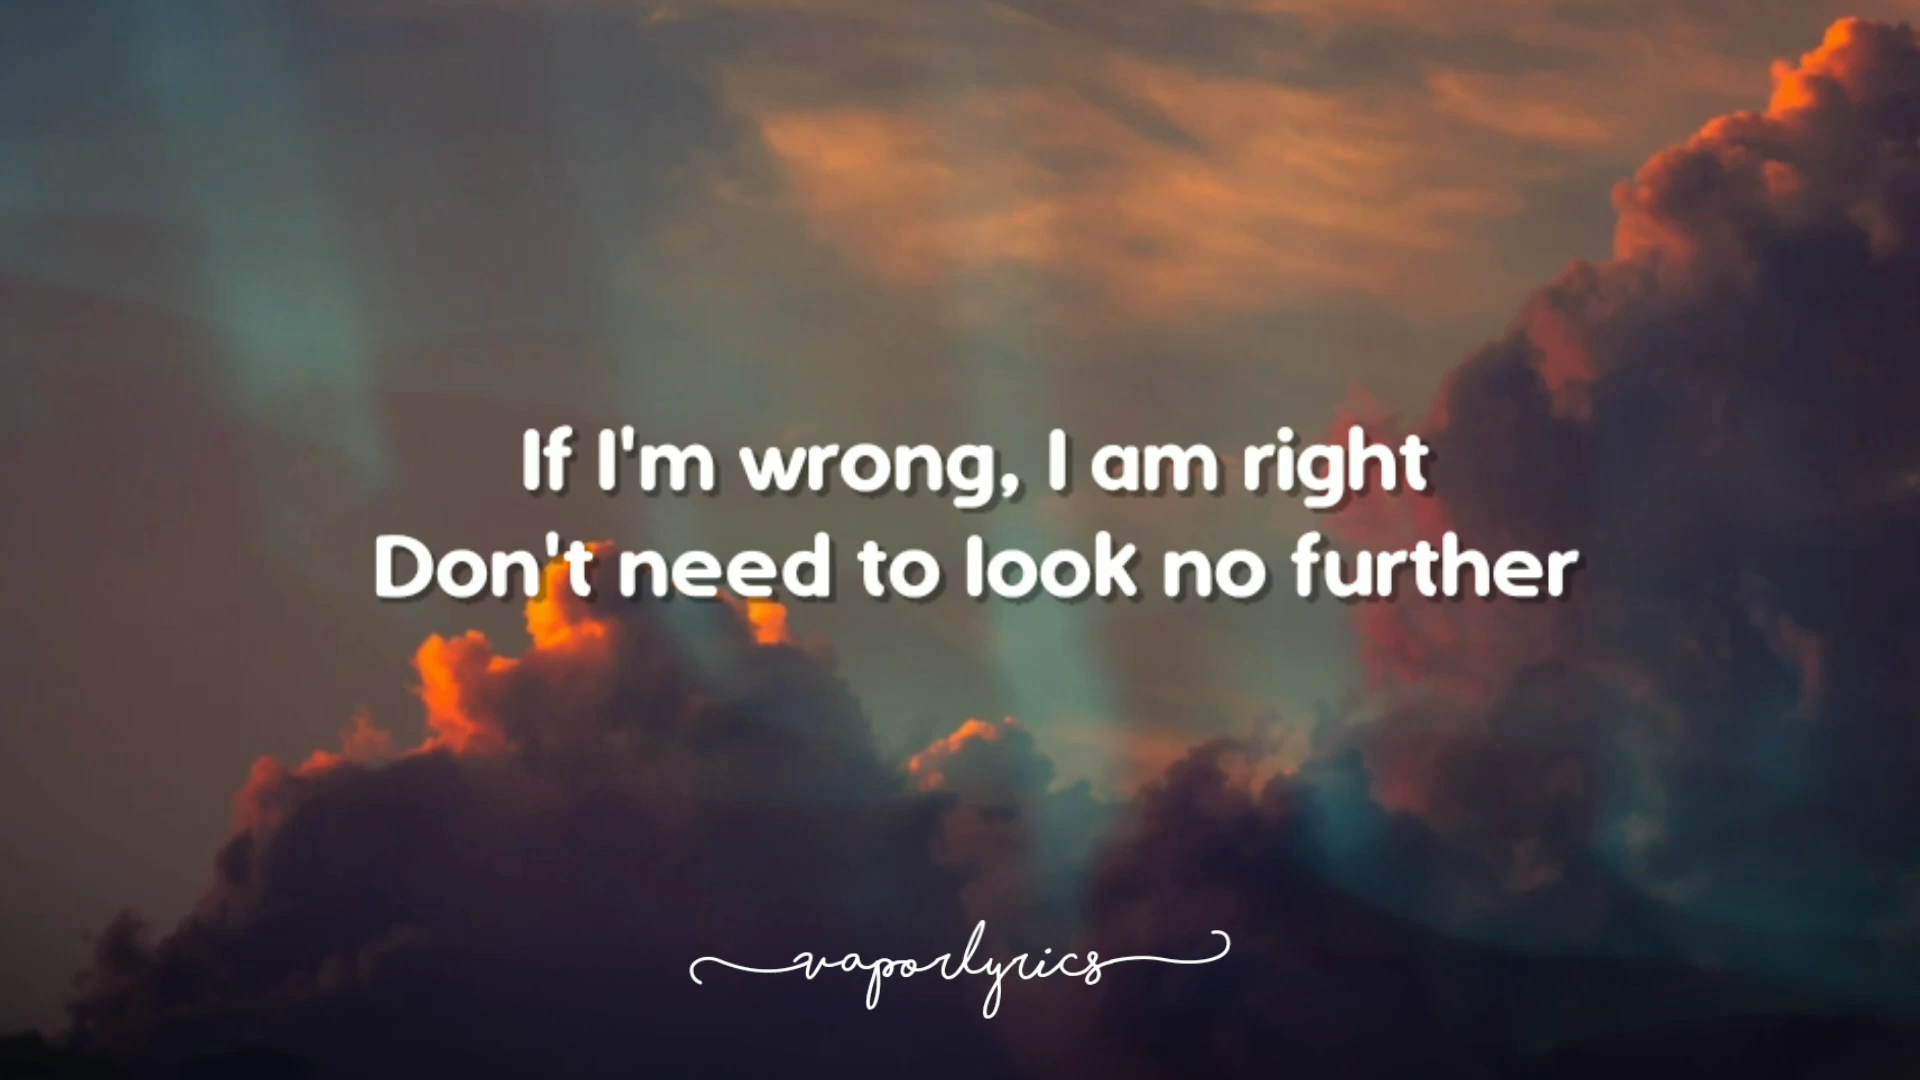 If I'm wrong, I am right
Don't need to look no further
vaporlyrics